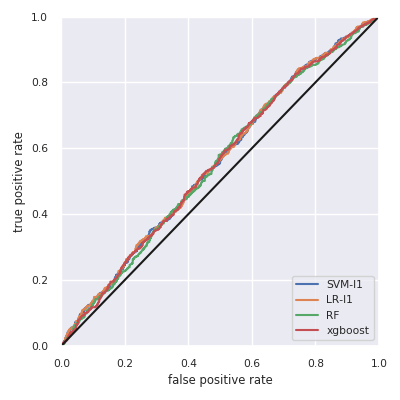 1.0
0.8
0.6
0.4
0.2
0.0
true positive rate
0.0 0.2 0.4 0.6 0.8 1.0
false positive rate
SVM-l1
LR-l1
RF
xgboost